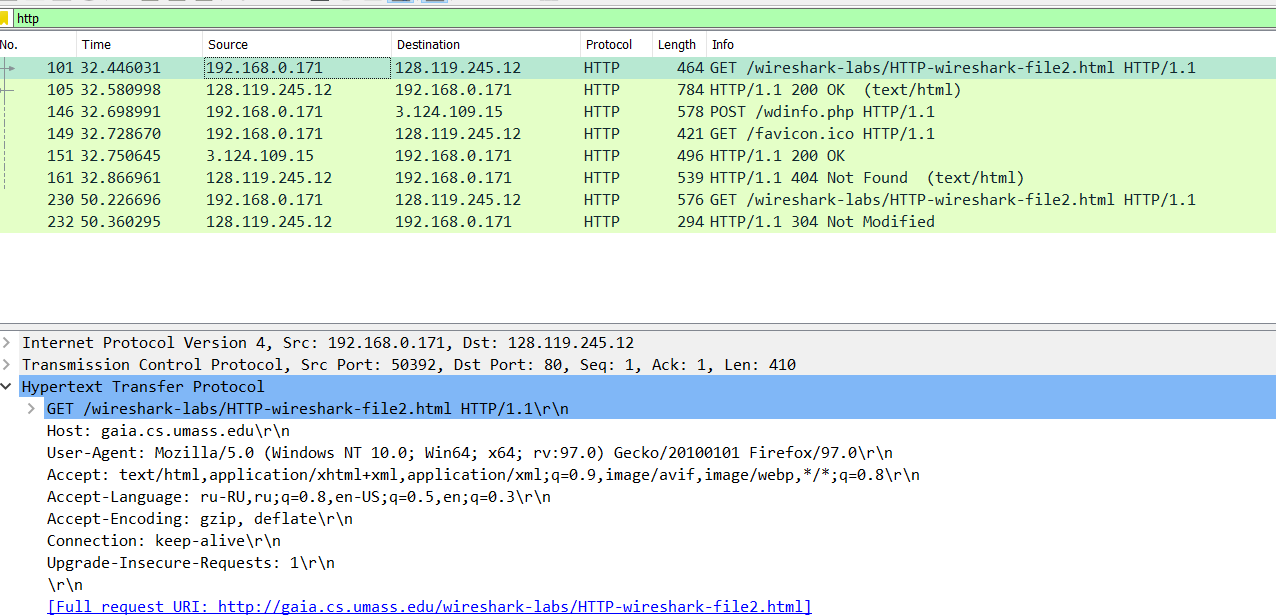 http
No. Time Source Destination Protocol Length Info
101 32.446031 192.168.0.171 128.119.245.12 HTTP 464 GET /wireshark-labs/HTTP-wireshark-file2.html HTTP/1.1
105 32.580998 128.119.245.12 192.168.0.171 HTTP 784 HTTP/1.1 200 OK (text/html)
146 32.698991 192.168.0.171 3.124.109.15 HTTP 578 POST /wdinfo.php HTTP/1.1
149 32.728670 192.168.0.171 128.119.245.12 HTTP 421 GET /favicon.ico HTTP/1.1
151 32.750645 3.124.109.15 192.168.0.171 HTTP 496 HTTP/1.1 200 OK
161 32.866961 128.119.245.12 192.168.0.171 HTTP 539 HTTP/1.1 404 Not Found (text/html)
230 50.226696 192.168.0.171 128.119.245.12 HTTP 576 GET /wireshark-labs/HTTP-wireshark-file2.html HTTP/1.1
232 50.360295 128.119.245.12 192.168.0.171 HTTP 294 HTTP/1.1 304 Not Modified
Internet Protocol Version 4, Src: 192.168.0.171, Dst: 128.119.245.12
Transmission Control Protocol, Src Port: 50392, Dst Port: 80, Seq: 1, Ack: 1, Len: 410
Hypertext Transfer Protocol
GET /wireshark-labs/HTTP-wireshark-file2.html HTTP/1.1\r\n
Host: gaia.cs.umass.edu\r\n
User-Agent: Mozilla/5.0 (Windows NT 10.0; Win64; x64; rv:97.0) Gecko/20100101 Firefox/97.0\r\n
Accept: text/html,application/xhtml+xml,application/xml;q=0.9,image/avif,image/webp,*/*;q=0.8\r\n
Accept-Language: ru-RU,ru;q=0.8,en-US;q=0.5,en;q=0.3\r\n
Accept-Encoding: gzip, deflate\r\n
Connection: keep-alive\r\n
Upgrade-Insecure-Requests: 1\r\n
\r\n
[Full request URI: http://gaia.cs.umass.edu/wireshark-labs/HTTP-wireshark-file2.html]